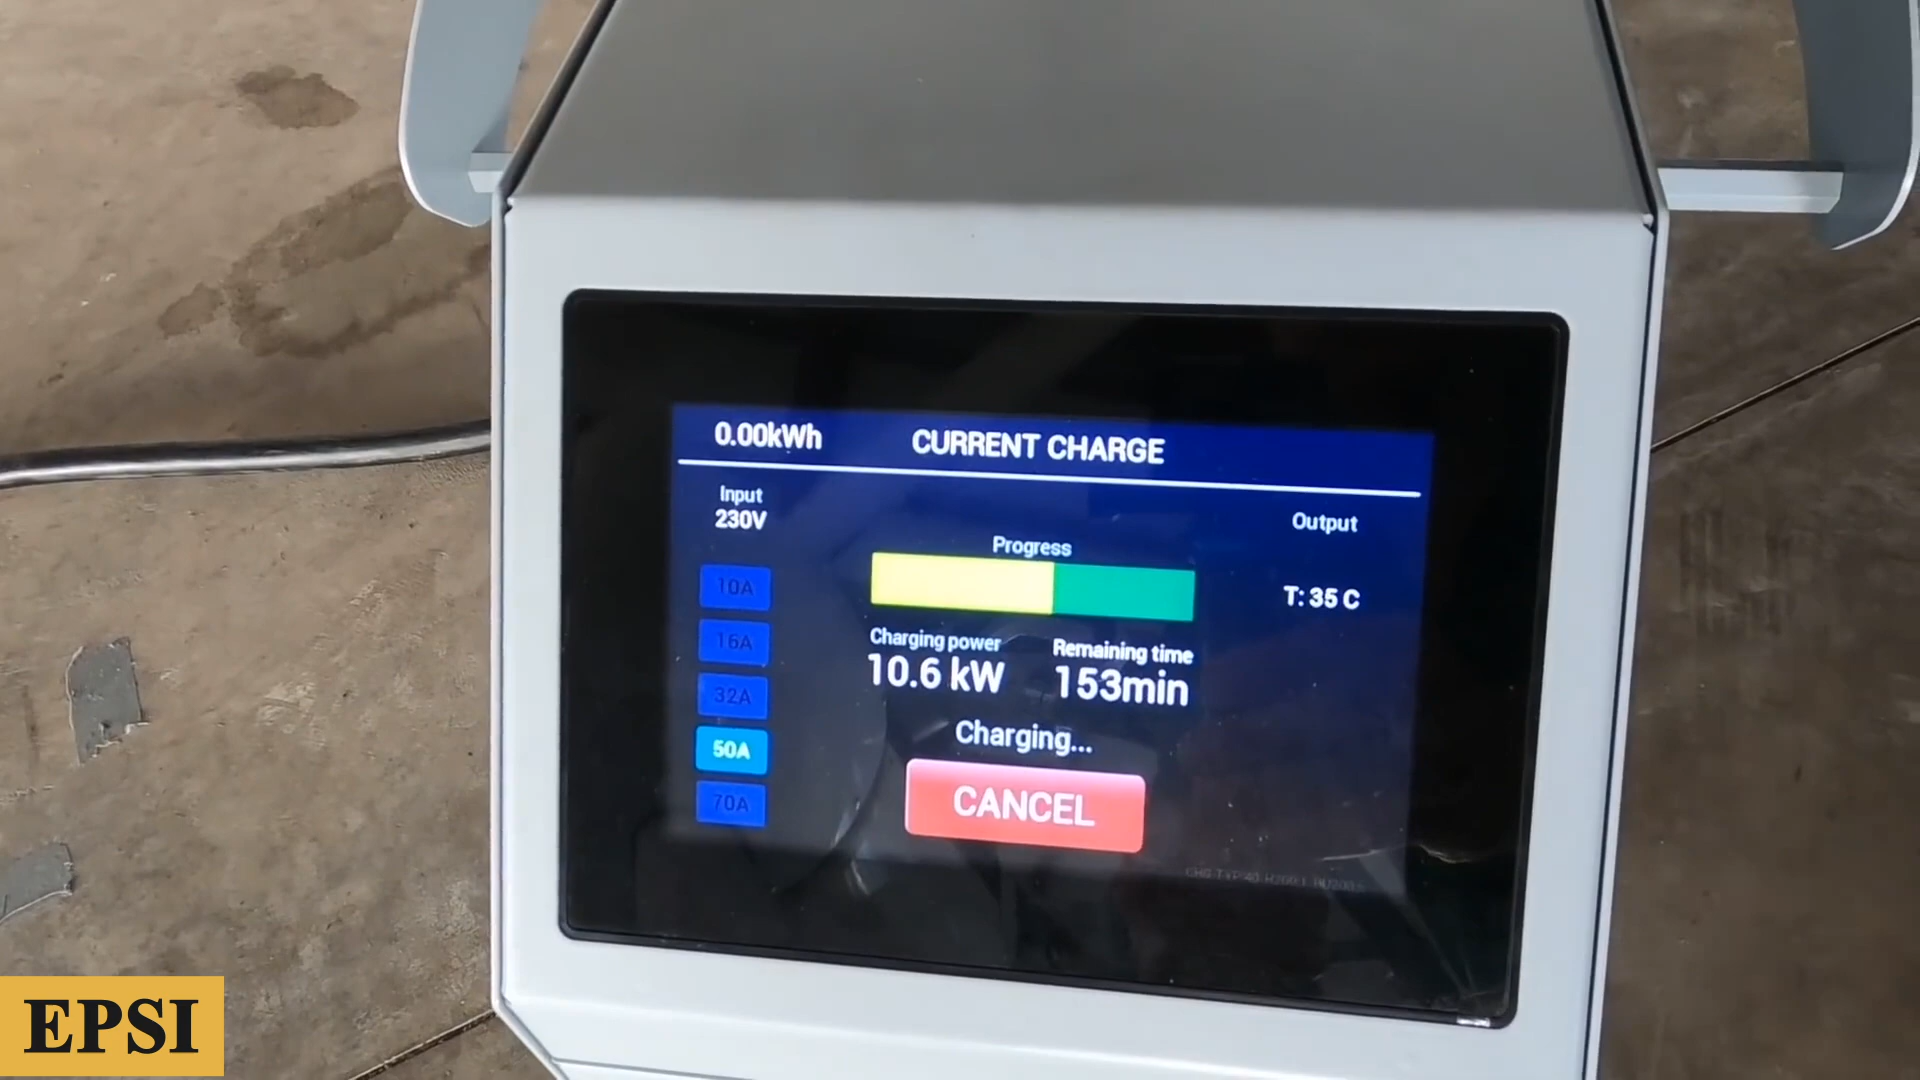 0.00kWh CURRENT CHARGE
Input
230V
Output
Progress
T: 35 C
10A
16A
32A
50A
70A
Charging power
10.6 kW
Remaining time
153min
Charging...
CANCEL
EPSI